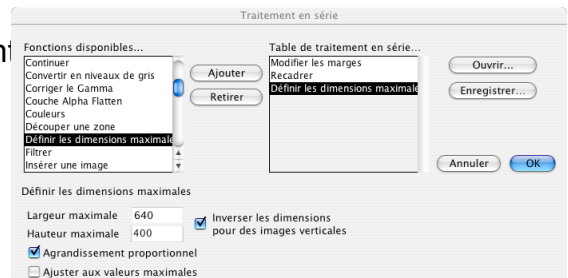 Traitement en série
Fonctions disponibles...
Continuer
Convertir en niveaux de gris
Corriger le Gamma
Couche Alpha Flatten
Couleurs
Découper une zone
Définir les dimensions maximale
Filtrer
Insérer une image
Ajouter
Retirer
Table de traitement en série...
Modifier les marges
Recadrer
Définir les dimensions maximale
Ouvrir...
Enregistrer...
Annuler
OK
Définir les dimensions maximales
Largeur maximale 640
Hauteur maximale 400
Inverser les dimensions
pour des images verticales
Agrandissement proportionnel
Ajuster aux valeurs maximales